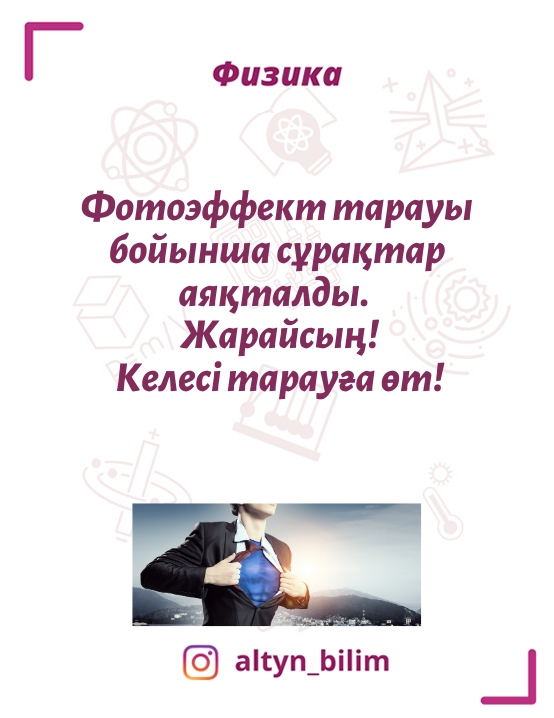 Физика
Фотоэффект тарауы
бойынша сұрақтар
аяқталды.
Жарайсың!
Келесі тарауға өт!
altyn_bilim